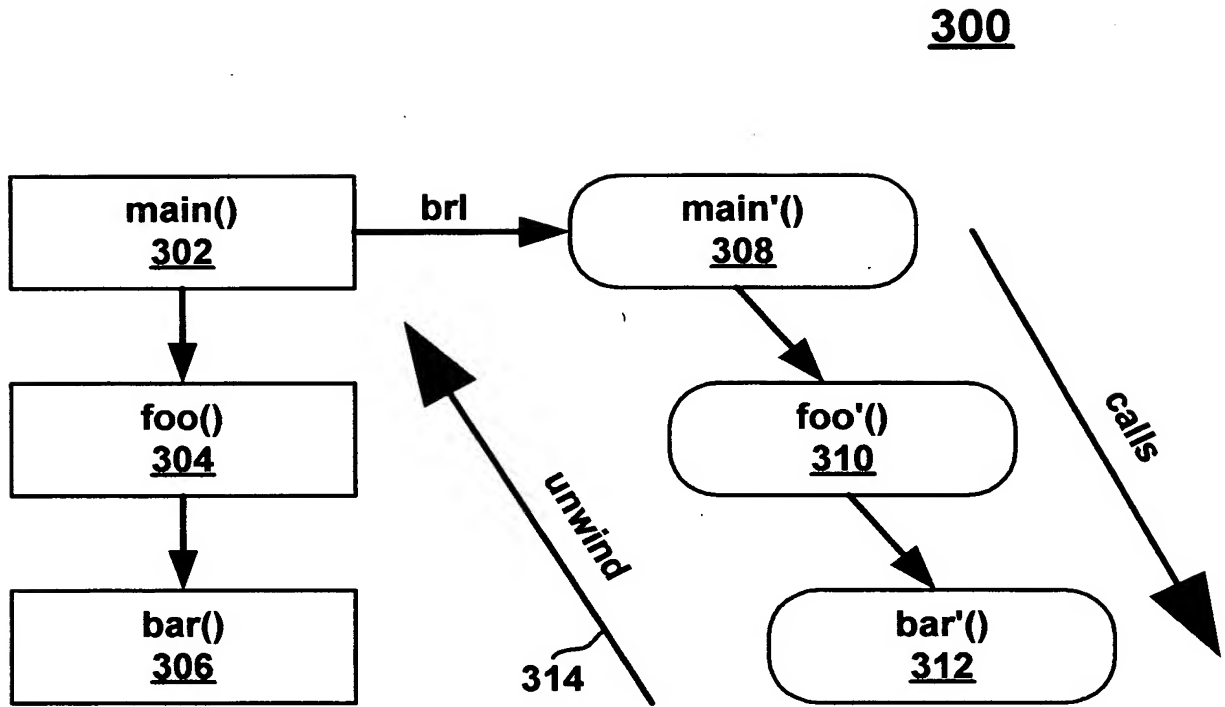 300
main()
302
brl
main'()
308
foo()
304
foo'()
310
calls
unwind
bar()
306
314
bar'()
312